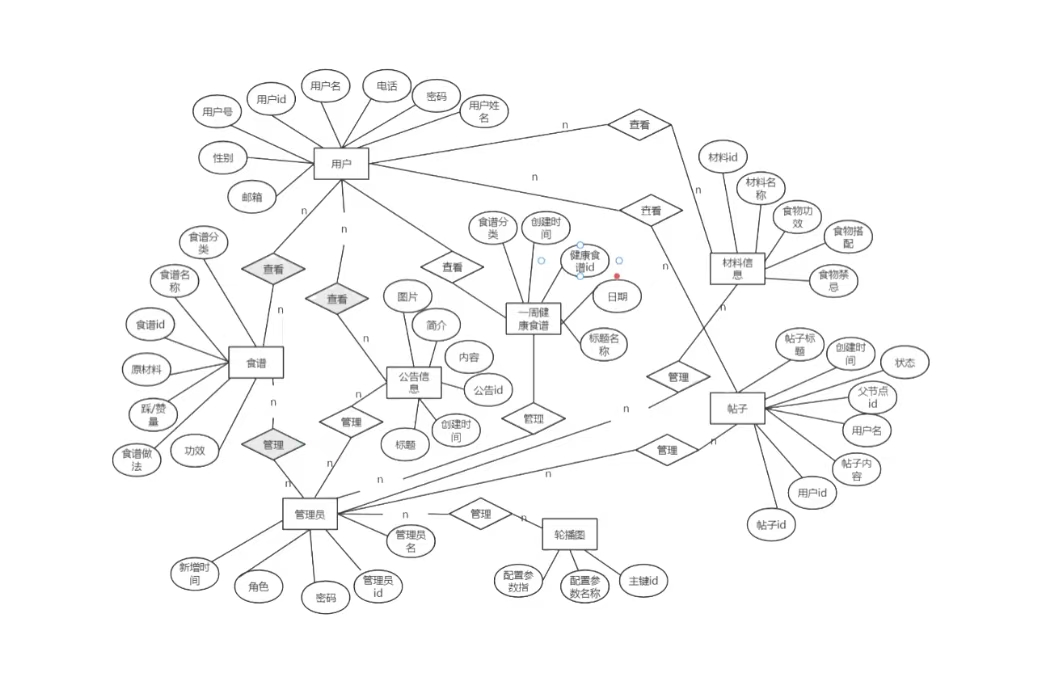 用户名
电话
用户id
密码
用户号
用户姓
名
n
查看
性别
用户
材料id
n
材料名
称
n
邮箱
n
查看
食物功
效
食谱分
类
创建时
间
n
食谱分
类
食物搭
配
健康食
谱id
查看
查看
n
材料信
息
食谱名
称
食物禁
忌
图片
日期
查看
n
n
一周健
康食谱
食谱id
简介
n
标题名
称
帖子标
题
创建时
间
内容
状态
食谱
原材料
公告信
息
管理
公告id
父节点
id
n
n
n
帖子
踩/赞
量
管理
管理
创建时
间
用户名
标题
n
管理
功效
管理
食谱做
法
n
帖子内
容
n
n
n
用户id
管理员
n
管理
n
帖子id
轮播图
管理员
名
新增时
间
角色
管理员
id
配置参
数指
配置参
数名称
主键id
密码